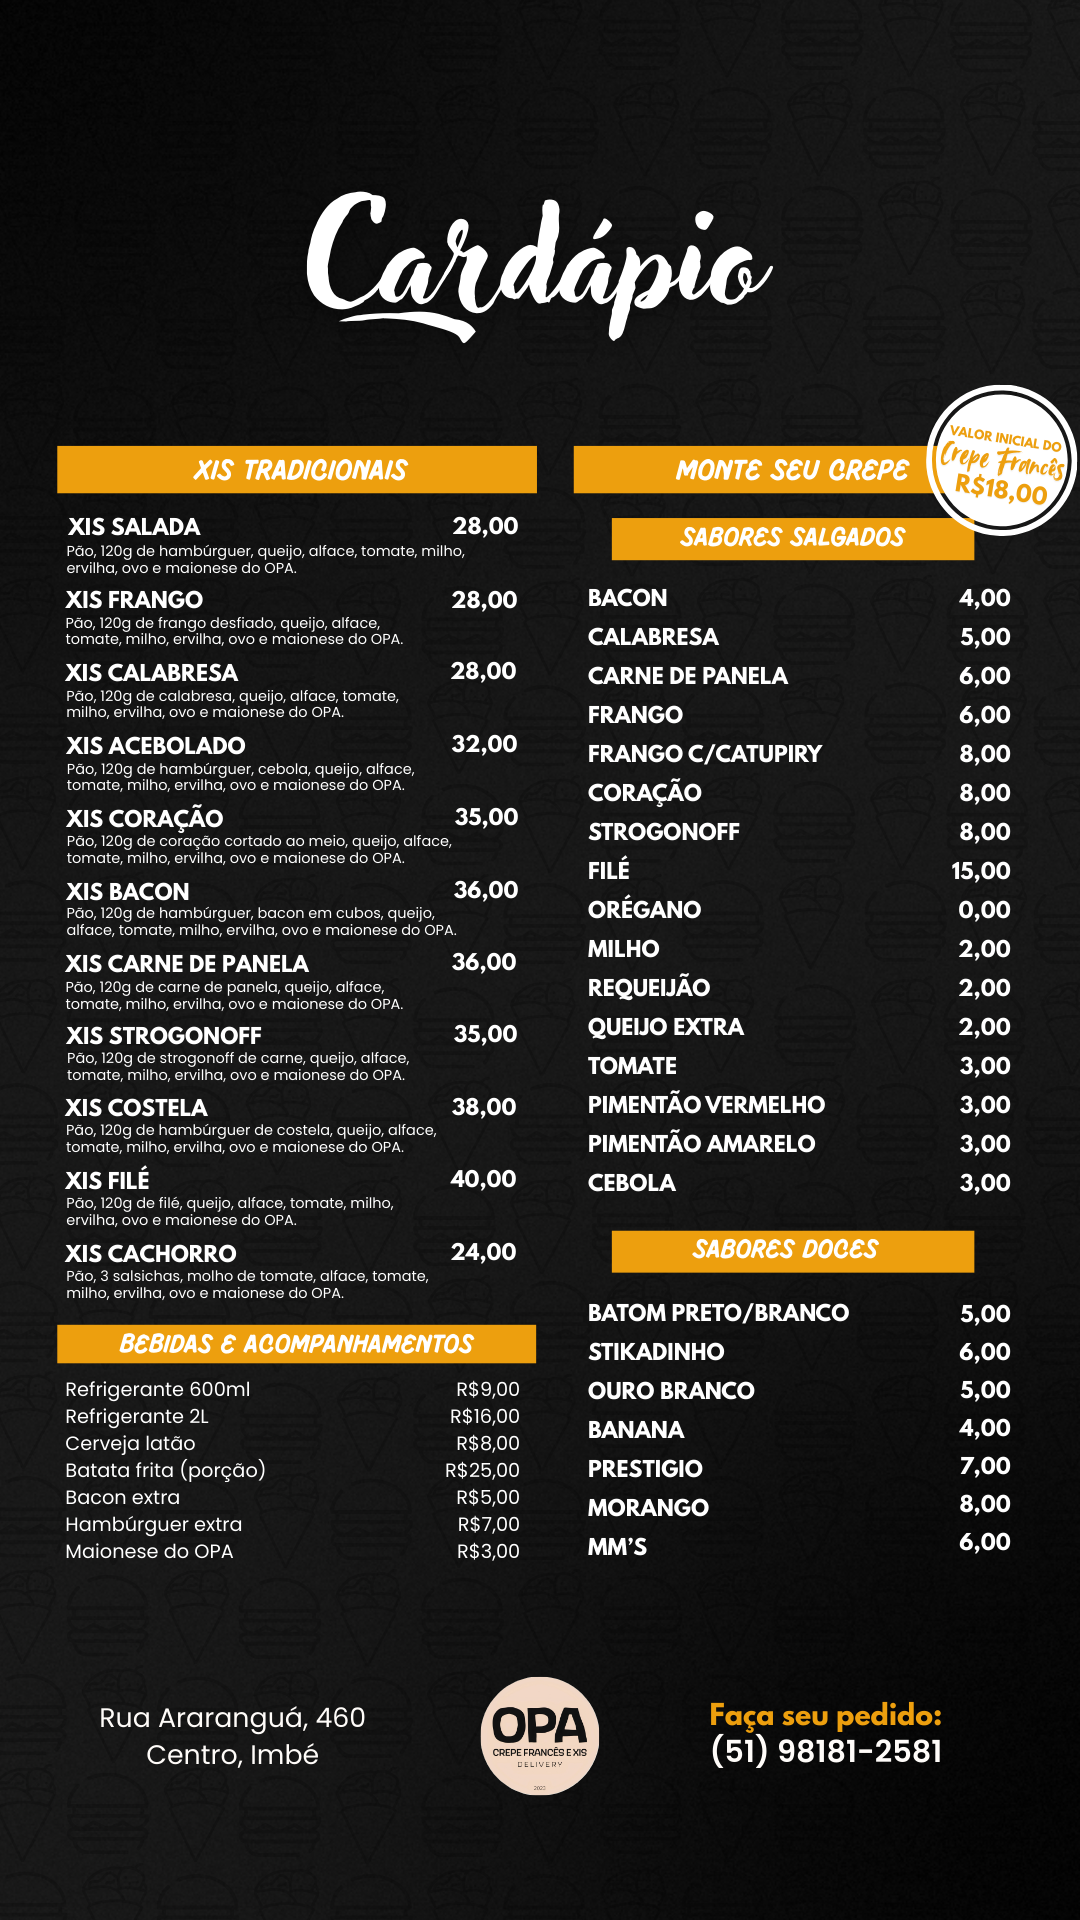 Cardápio
XIS TRADICIONAIS
XIS SALADA 28,00
Pão, 120g de hambúrguer, queijo, alface, tomate, milho,
ervilha, ovo e maionese do OPA.
XIS FRANGO 28,00
Pão, 120g de frango desfiado, queijo, alface,
tomate, milho, ervilha, ovo e maionese do OPA.
XIS CALABRESA 28,00
Pão, 120g de calabresa, queijo, alface, tomate,
milho, ervilha, ovo e maionese do OPA.
XIS ACEBOLADO 32,00
Pão, 120g de hambúrguer, cebola, queijo, alface,
tomate, milho, ervilha, ovo e maionese do OPA.
XIS CORAÇÃO 35,00
Pão, 120g de coração cortado ao meio, queijo, alface,
tomate, milho, ervilha, ovo e maionese do OPA.
XIS BACON 36,00
Pão, 120g de hambúrguer, bacon em cubos, queijo,
alface, tomate, milho, ervilha, ovo e maionese do OPA.
XIS CARNE DE PANELA 36,00
Pão, 120g de carne de panela, queijo, alface,
tomate, milho, ervilha, ovo e maionese do OPA.
XIS STROGONOFF 35,00
Pão, 120g de strogonoff de carne, queijo, alface,
tomate, milho, ervilha, ovo e maionese do OPA.
XIS COSTELA 38,00
Pão, 120g de hambúrguer de costela, queijo, alface,
tomate, milho, ervilha, ovo e maionese do OPA.
XIS FILÉ 40,00
Pão, 120g de filé, queijo, alface, tomate, milho,
ervilha, ovo e maionese do OPA.
XIS CACHORRO 24,00
Pão, 3 salsichas, molho de tomate, alface, tomate,
milho, ervilha, ovo e maionese do OPA.
BEBIDAS E ACOMPANHAMENTOS
Refrigerante 600ml R$9,00
Refrigerante 2L R$16,00
Cerveja latão R$8,00
Batata frita (porção) R$25,00
Bacon extra R$5,00
Hambúrguer extra R$7,00
Maionese do OPA R$3,00
MONTE SEU CREPE
VALOR INICIAL DO
Crepe Francês
R$18,00
SABORES SALGADOS
BACON 4,00
CALABRESA 5,00
CARNE DE PANELA 6,00
FRANGO 6,00
FRANGO C/CATUPIRY 8,00
CORAÇÃO 8,00
STROGONOFF 8,00
FILÉ 15,00
ORÉGANO 0,00
MILHO 2,00
REQUEIJÃO 2,00
QUEIJO EXTRA 2,00
TOMATE 3,00
PIMENTÃO VERMELHO 3,00
PIMENTÃO AMARELO 3,00
CEBOLA 3,00
SABORES DOCES
BATOM PRETO/BRANCO 5,00
STIKADINHO 6,00
OURO BRANCO 5,00
BANANA 4,00
PRESTIGIO 7,00
MORANGO 8,00
MM'S 6,00
Rua Araranguá, 460
Centro, Imbé
OPA
CREPE FRANCÊS E XIS
DELIVERY
2022
Faça seu pedido:
(51) 98181-2581